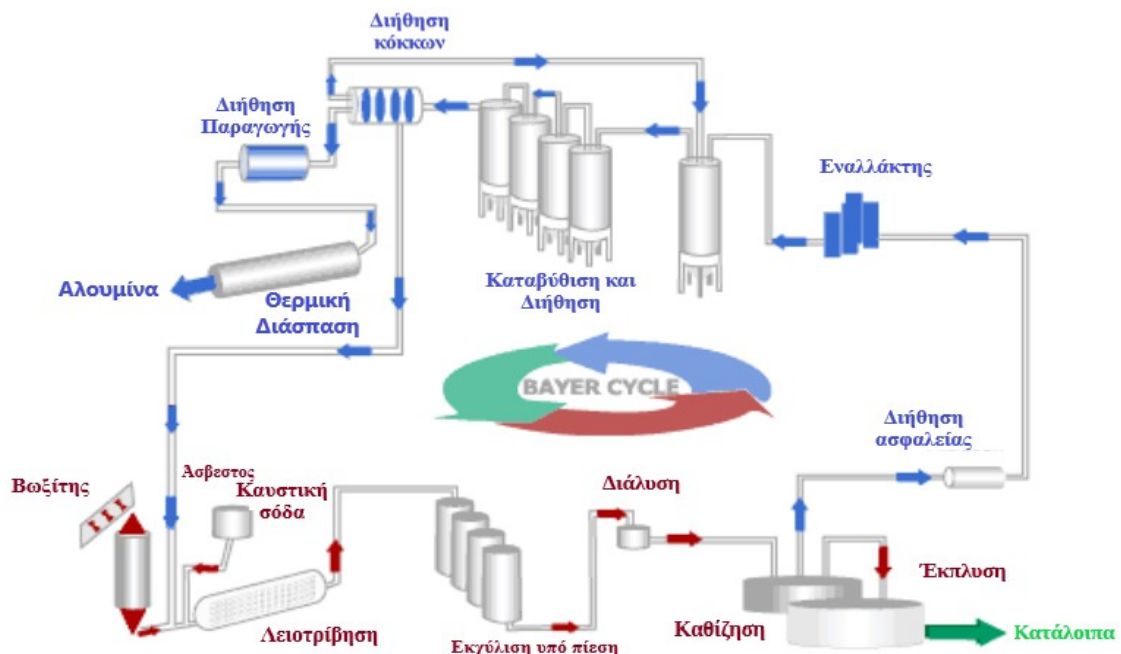 Διήθηση
κόκκων
Διήθηση
Παραγωγής
Εναλλάκτης
Αλουμίνα
Θερμική
Διάσπαση
Καταβύθιση και
Διήθηση
BAYER CYCLE
Διήθηση
ασφαλείας
Βωξίτης
Άσβεστος
Καυστική
σόδα
Διάλυση
Λειοτρίβηση
Εκχύλιση υπό πίεση
Καθίζηση
Έκπλυση
Κατάλοιπα